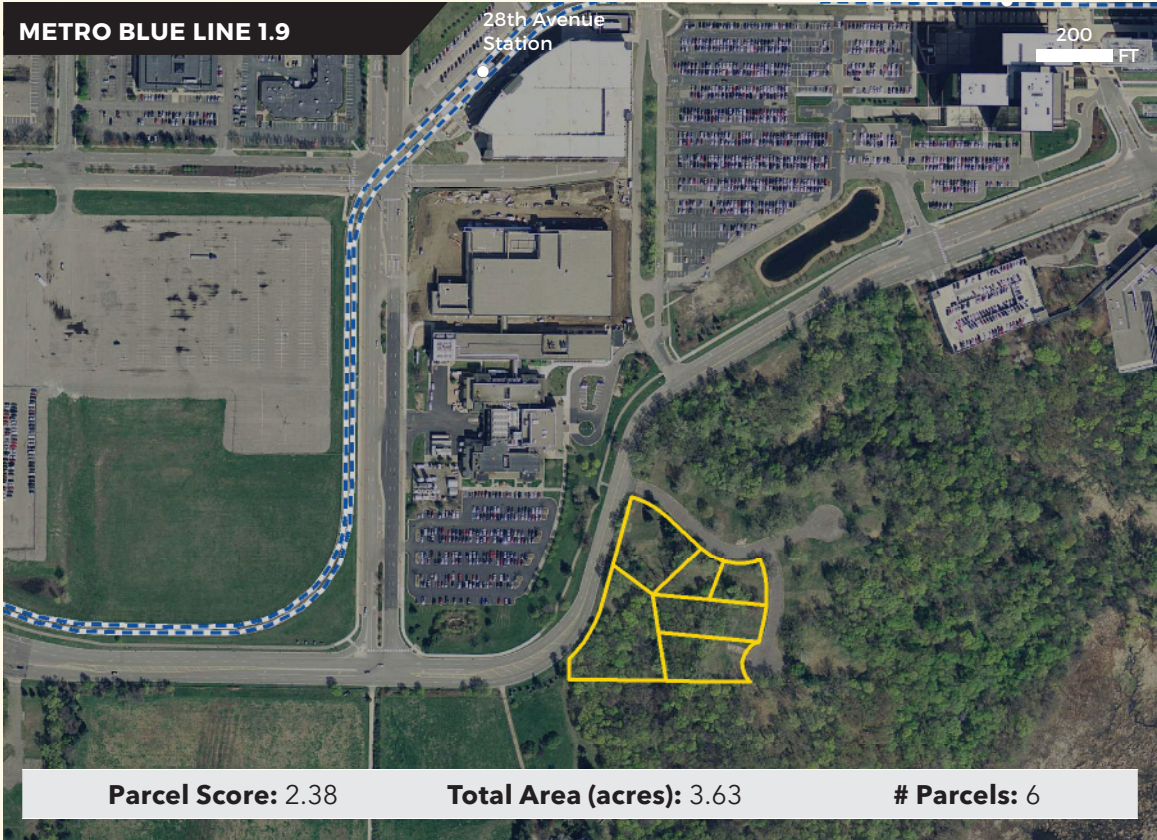 METRO BLUE LINE 1.9
28th Avenue
Station
200
FT
Parcel Score: 2.38
Total Area (acres): 3.63
# Parcels: 6